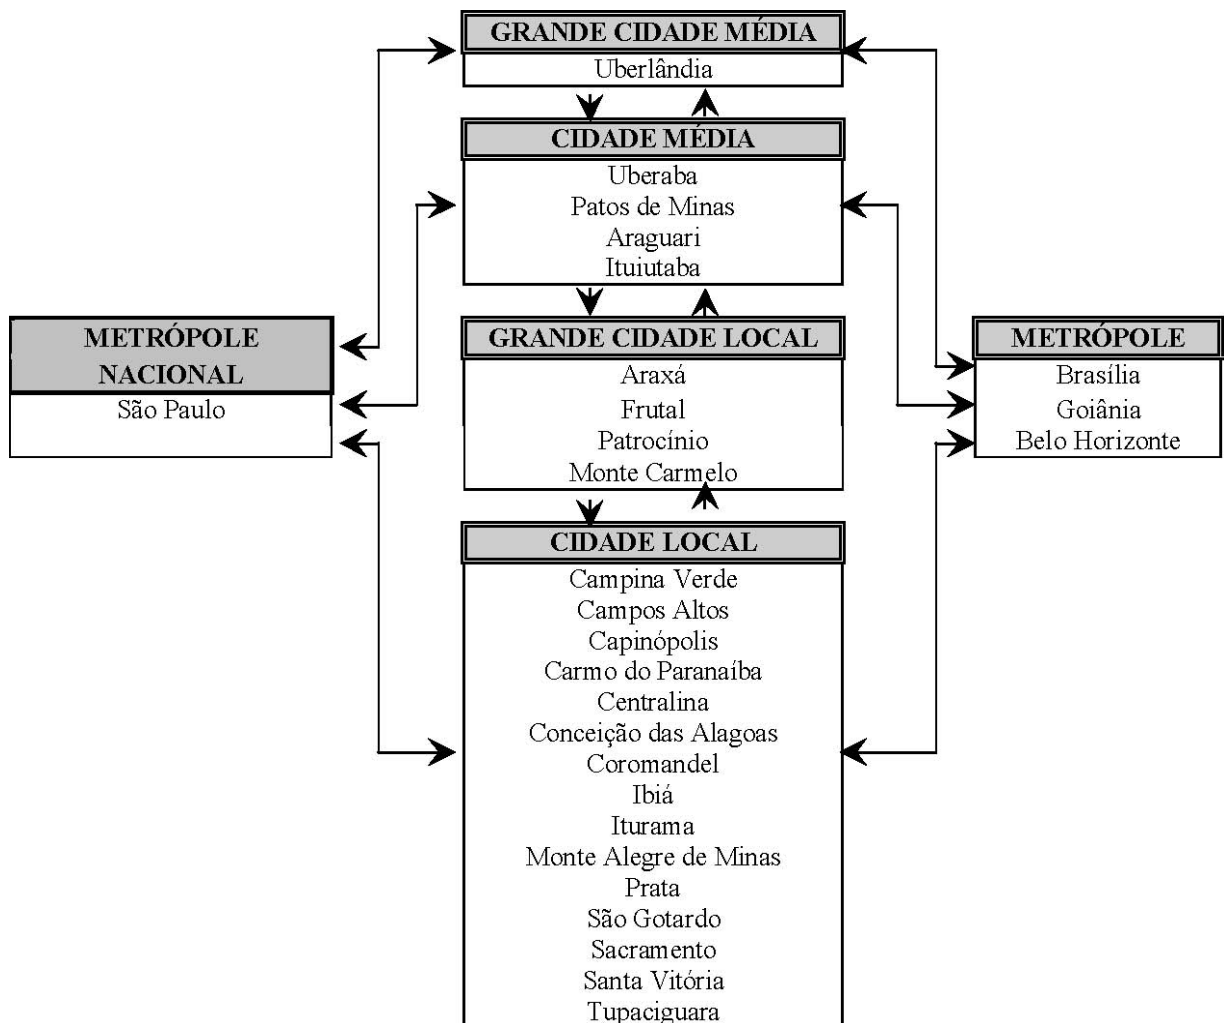 GRANDE CIDADE MÉDIA
Uberlândia
CIDADE MÉDIA
Uberaba
Patos de Minas
Araguari
Ituiutaba
METRÓPOLE
NACIONAL
São Paulo
GRANDE CIDADE LOCAL
Araxá
Frutal
Patrocínio
Monte Carmelo
METRÓPOLE
Brasília
Goiânia
Belo Horizonte
CIDADE LOCAL
Campina Verde
Campos Altos
Capinópolis
Carmo do Paranaíba
Centralina
Conceição das Alagoas
Coromandel
Ibiá
Iturama
Monte Alegre de Minas
Prata
São Gotardo
Sacramento
Santa Vitória
Tupaciguara